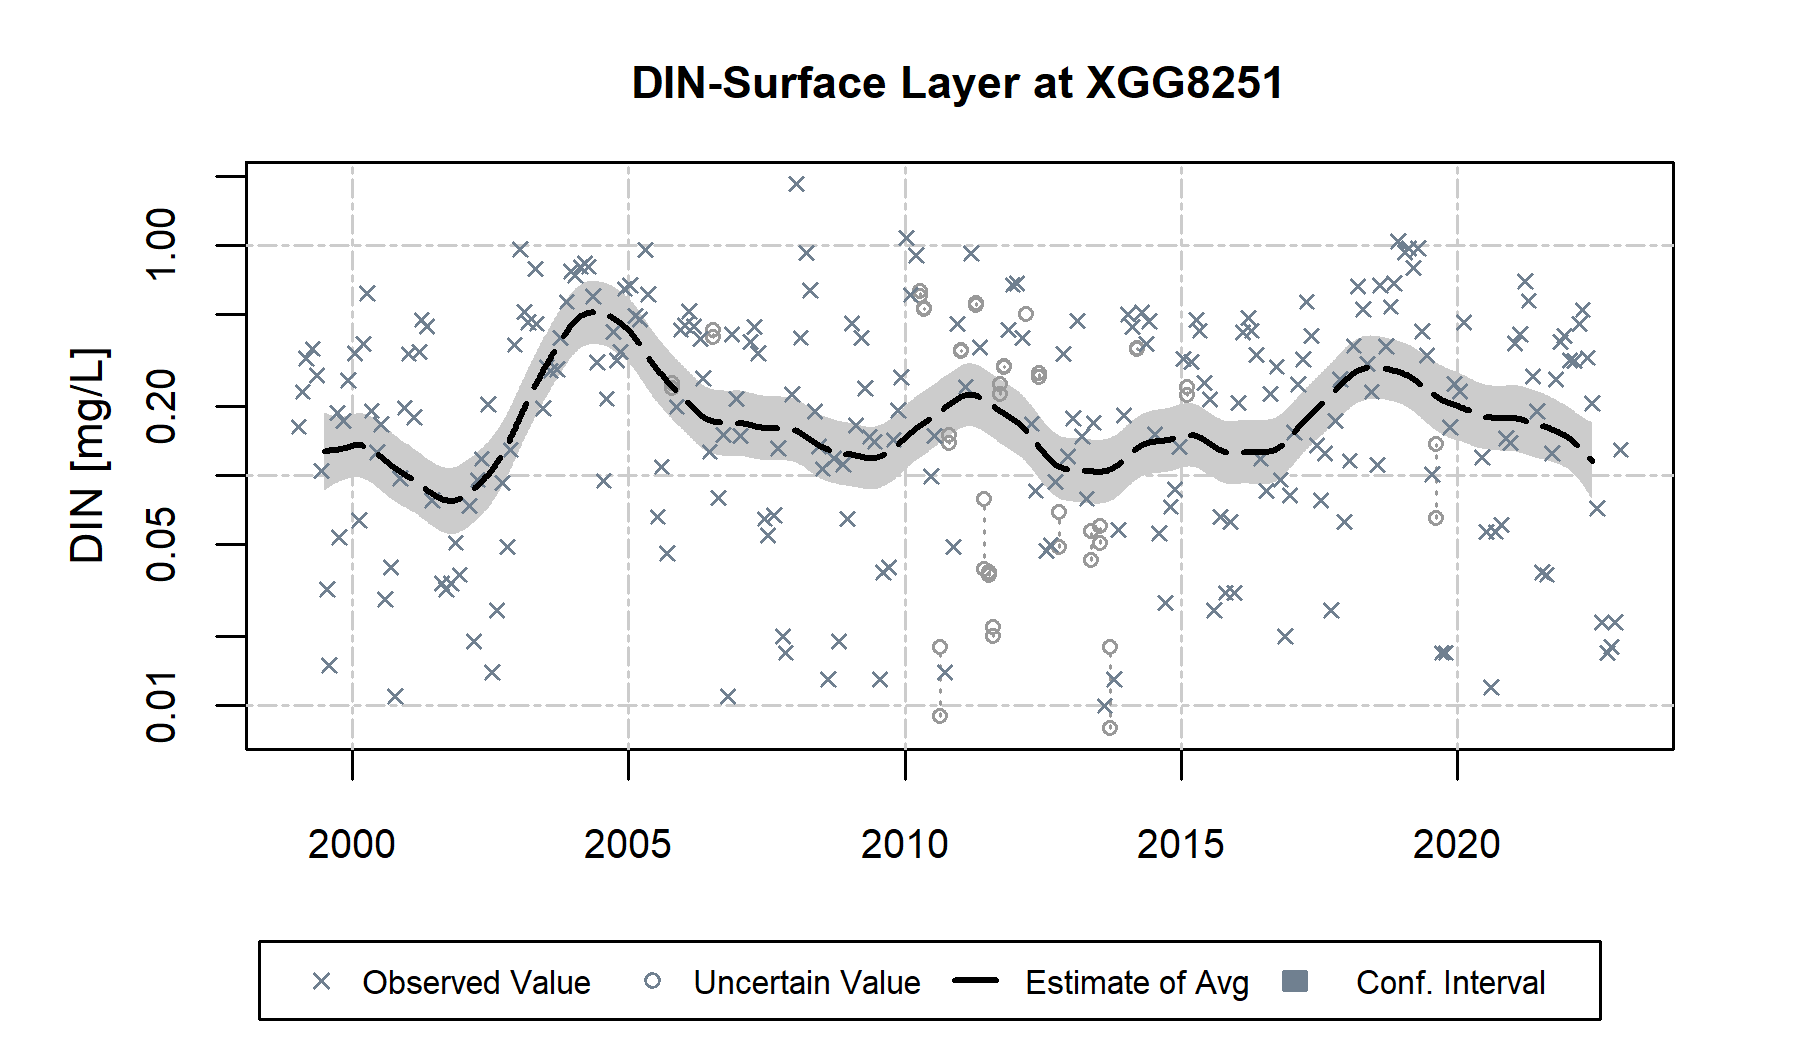 DIN-Surface Layer at XGG8251
DIN [mg/L]
1.00
0.20
0.05
0.01
2000 2005 2010 2015 2020
Observed Value Uncertain Value Estimate of Avg Conf. Interval